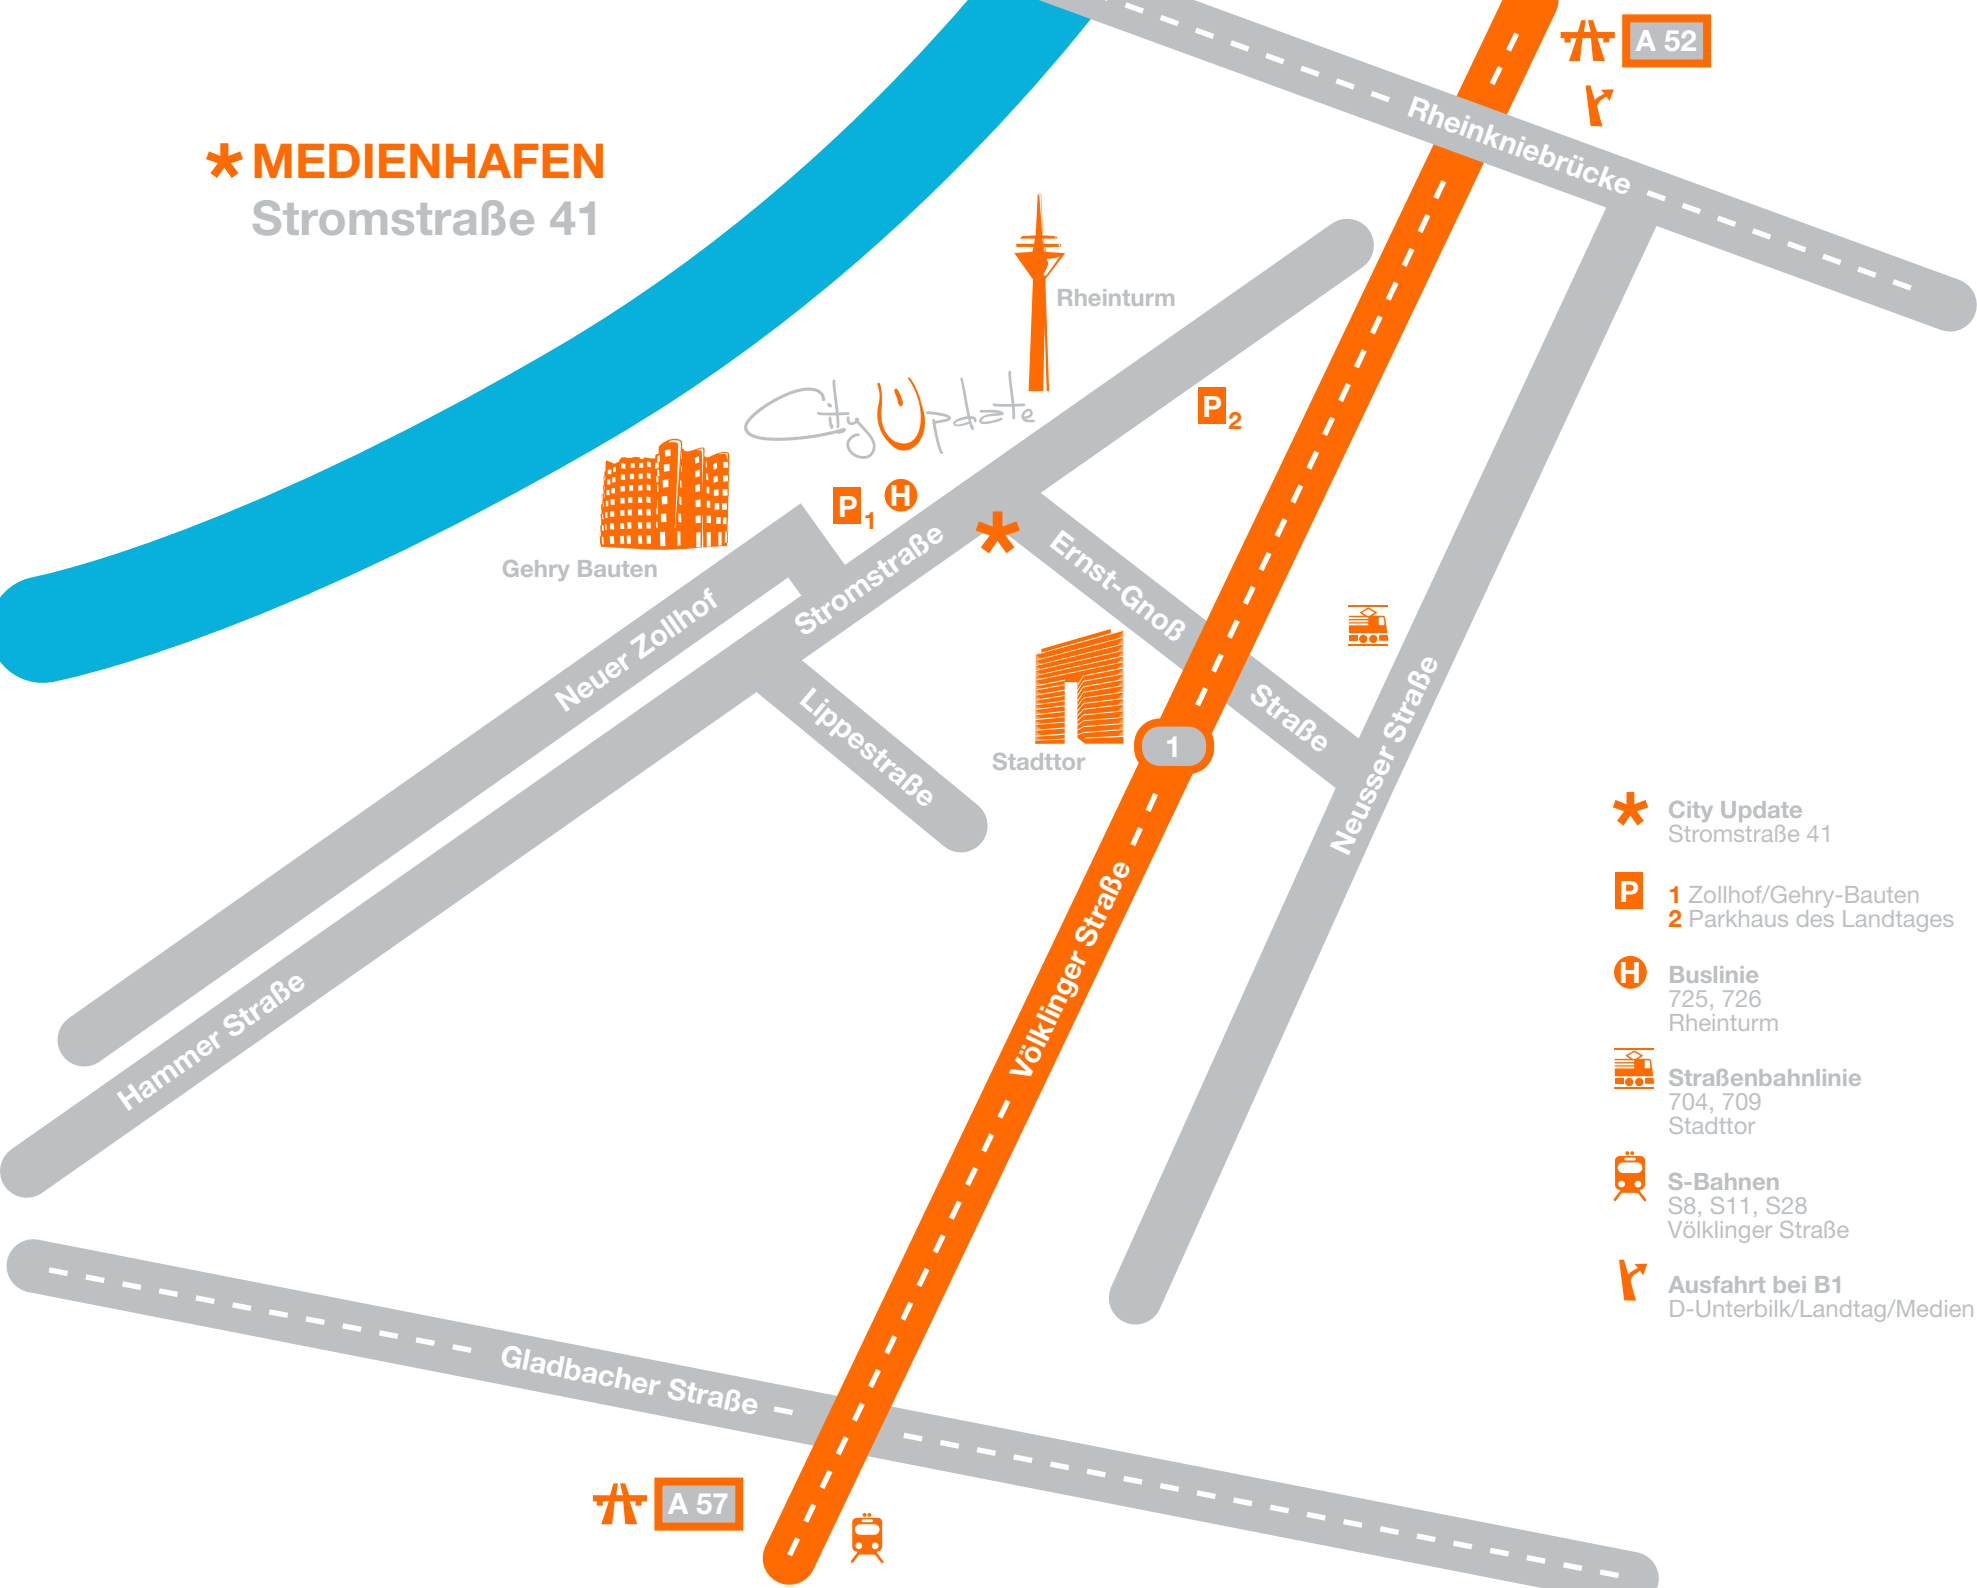 A 52
Rheinkniebrücke
MEDIENHAFEN
Stromstraße 41
Rheinturm
City Update
P 2
P 1
H
Gehry Bauten
Stromstraße
Ernst-Gnoß
Straße
Neuer Zollhof
Lippestraße
Stadttor
1
Neusser Straße
Völklinger Straße
Hammer Straße
Gladbacher Straße
A 57
City Update
Stromstraße 41
P
1 Zollhof/Gehry-Bauten
2 Parkhaus des Landtages
H
Buslinie
725, 726
Rheinturm
Straßenbahnlinie
704, 709
Stadttor
S-Bahnen
S8, S11, S28
Völklinger Straße
Ausfahrt bei B1
D-Unterbilk/Landtag/Medien